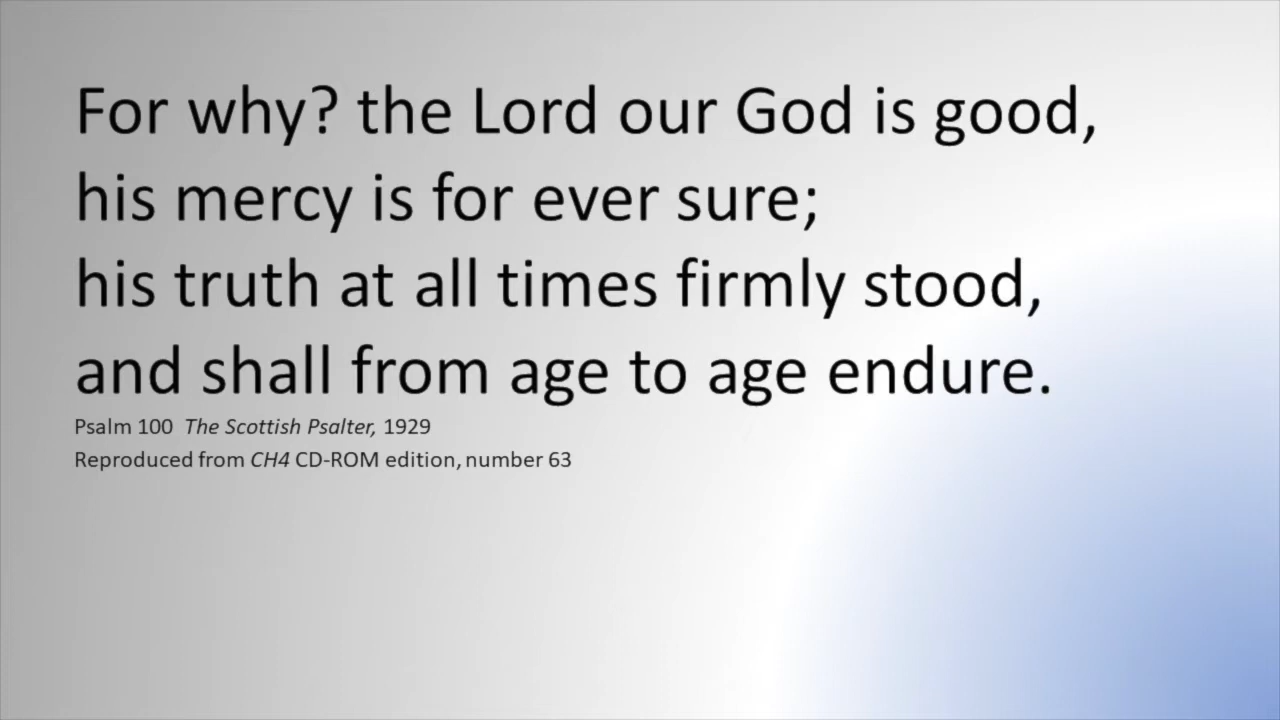 For why? the Lord our God is good,
his mercy is for ever sure;
his truth at all times firmly stood,
and shall from age to age endure.
Psalm 100 The Scottish Psalter, 1929
Reproduced from CH4 CD-ROM edition, number 63